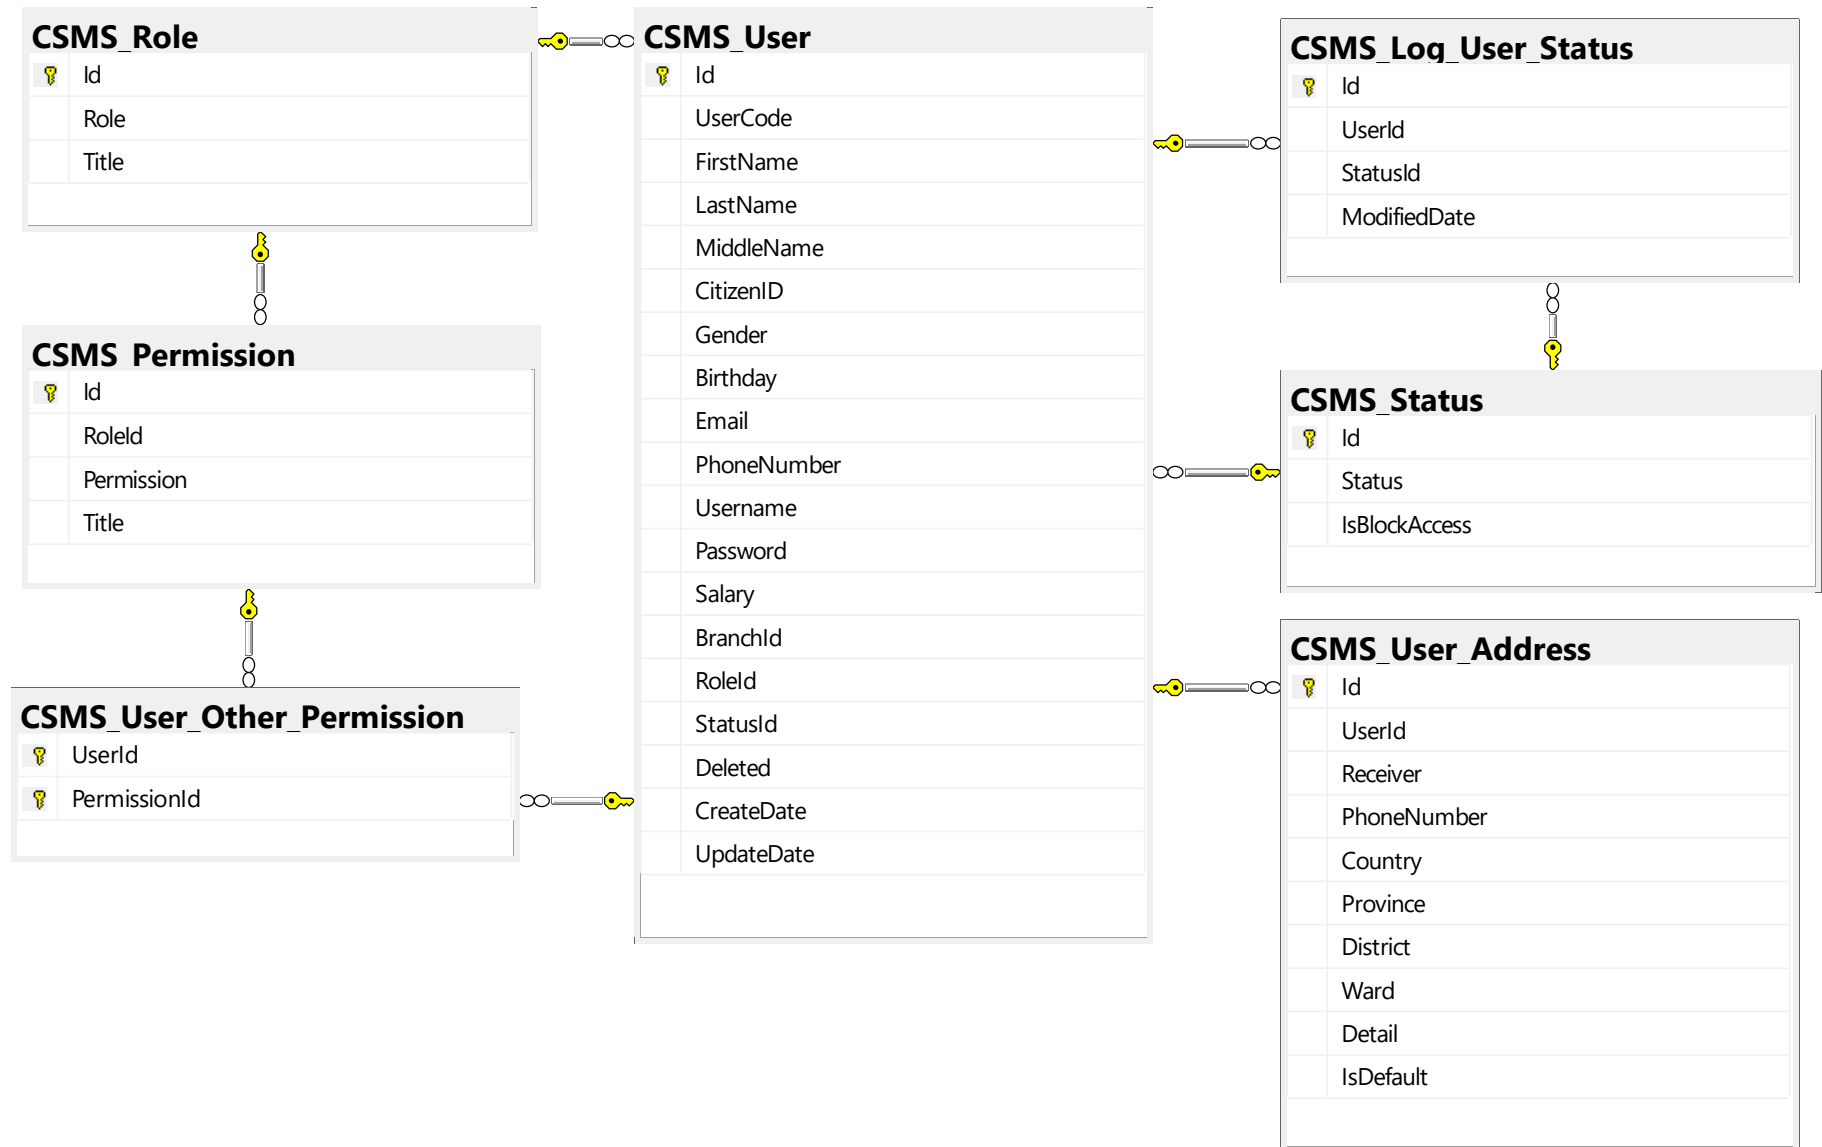 CSMS_Role
Id
Role
Title
CSMS_Permission
Id
RoleId
Permission
Title
CSMS_User_Other_Permission
UserId
PermissionId
CSMS_User
Id
UserCode
FirstName
LastName
MiddleName
CitizenID
Gender
Birthday
Email
PhoneNumber
Username
Password
Salary
BranchId
RoleId
StatusId
Deleted
CreateDate
UpdateDate
CSMS_Log_User_Status
Id
UserId
StatusId
ModifiedDate
CSMS_Status
Id
Status
IsBlockAccess
CSMS_User_Address
Id
UserId
Receiver
PhoneNumber
Country
Province
District
Ward
Detail
IsDefault